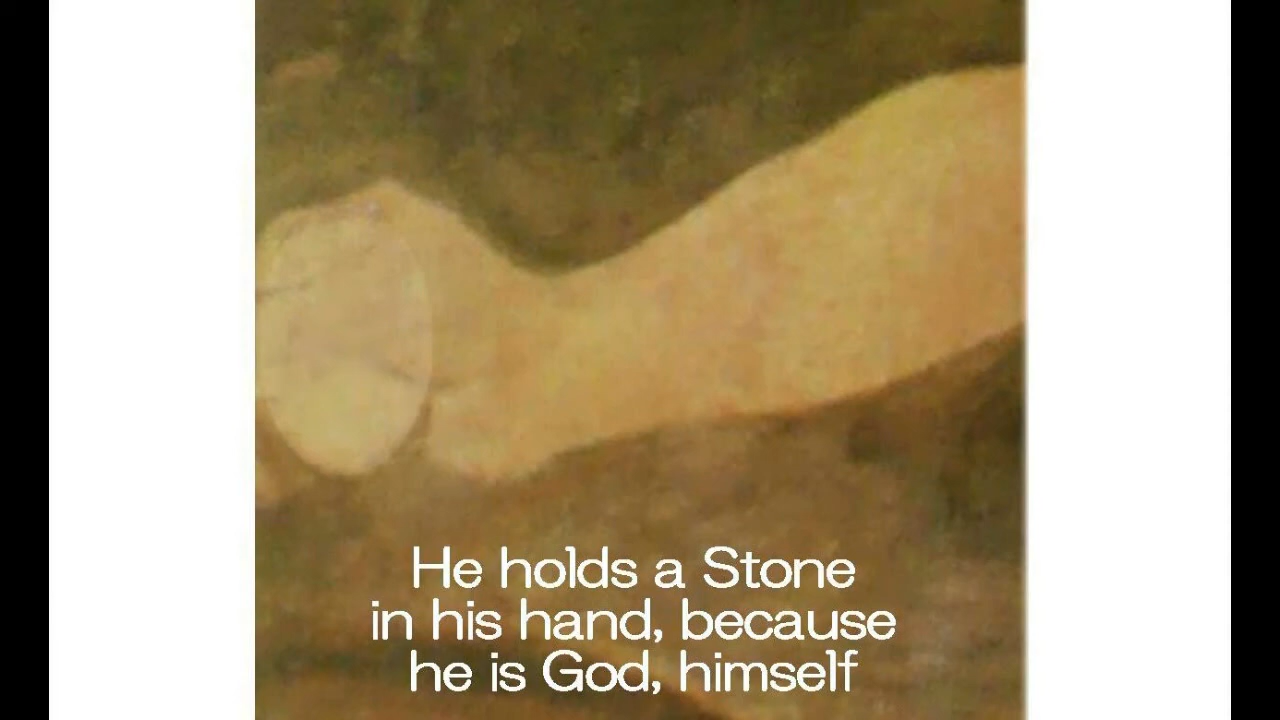 He holds a Stone
in his hand, because
he is God, himself